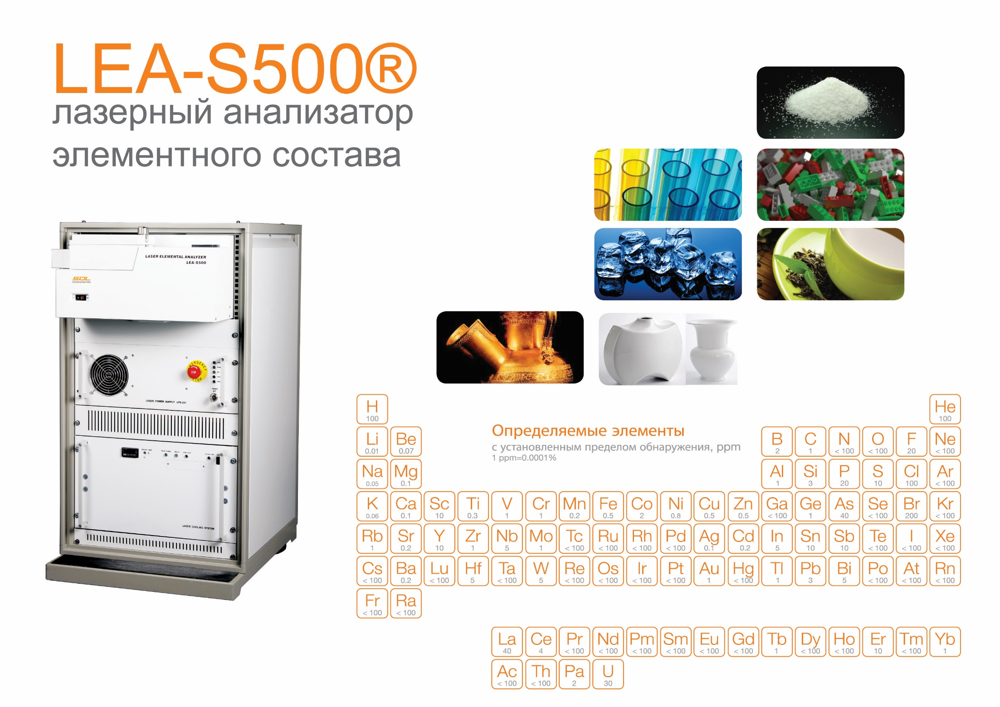 LEA-S500®
лазерный анализатор
элементного состава
LASER ELEMENTAL ANALYZER
LEA-S500
SOL
instruments
EMERGENCY
STOP
STOP
POWER
OFF
LASER POWER SUPPLY LPS 251
MAIN POWER
LASER COOLING SYSTEM
Определяемые элементы
с установленным пределом обнаружения, ppm
1 ppm=0.0001%
H He
100 100
Li Be B C N O F Ne
0.01 0.07 2 1 < 100 < 100 20 < 100
Na Mg Al Si P S Cl Ar
0.05 0.1 1 3 20 10 100 < 100
K Ca Sc Ti V Cr Mn Fe Co Ni Cu Zn Ga Ge As Se Br Kr
0.06 0.1 10 0.3 1 1 0.2 0.5 2 0.8 0.5 0.5 < 100 1 40 < 100 200 < 100
Rb Sr Y Zr Nb Mo Tc Ru Rh Pd Ag Cd In Sn Sb Te I Xe
1 0.2 10 1 5 1 < 100 < 100 < 100 < 100 0.1 0.2 5 10 10 < 100 < 100 < 100
Cs Ba Lu Hf Ta W Re Os Ir Pt Au Hg Tl Pb Bi Po At Rn
< 100 0.2 < 100 5 < 100 5 < 100 < 100 < 100 < 100 1 < 100 1 3 5 < 100 < 100 < 100
Fr Ra
< 100 < 100
La Ce Pr Nd Pm Sm Eu Gd Tb Dy Ho Er Tm Yb
40 4 < 100 < 100 < 100 < 100 < 100 < 100 1 < 100 < 100 10 < 100 1
Ac Th Pa U
< 100 < 100 2 30